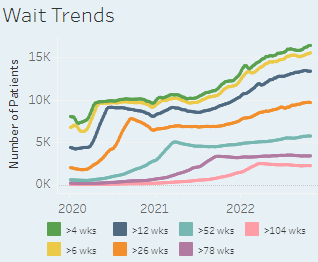 Wait Trends
Number of Patients
15K
10K
5K
0K
2020 2021 2022
>4 wks >12 wks >52 wks >104 wks
>6 wks >26 wks >78 wks